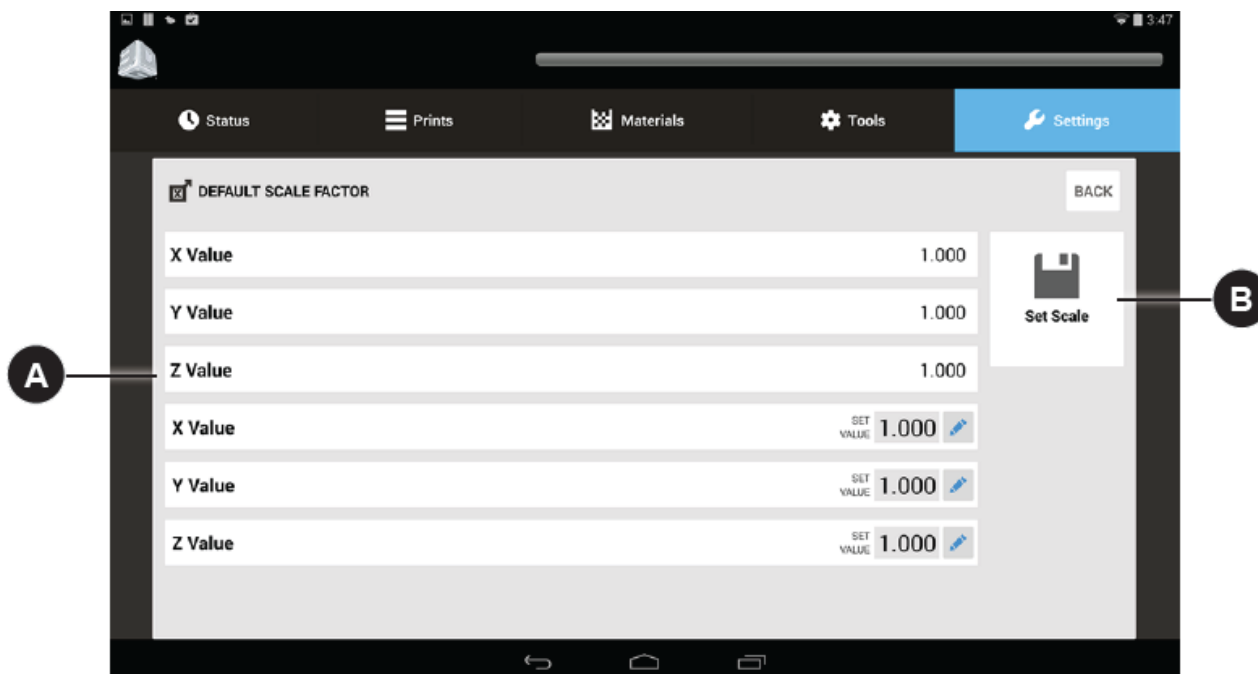 3:47
Status Prints Materials Tools Settings
DEFAULT SCALE FACTOR BACK
X Value 1.000
Y Value 1.000
Z Value 1.000
X Value SET VALUE 1.000
Y Value SET VALUE 1.000
Z Value SET VALUE 1.000
Set Scale
A
B